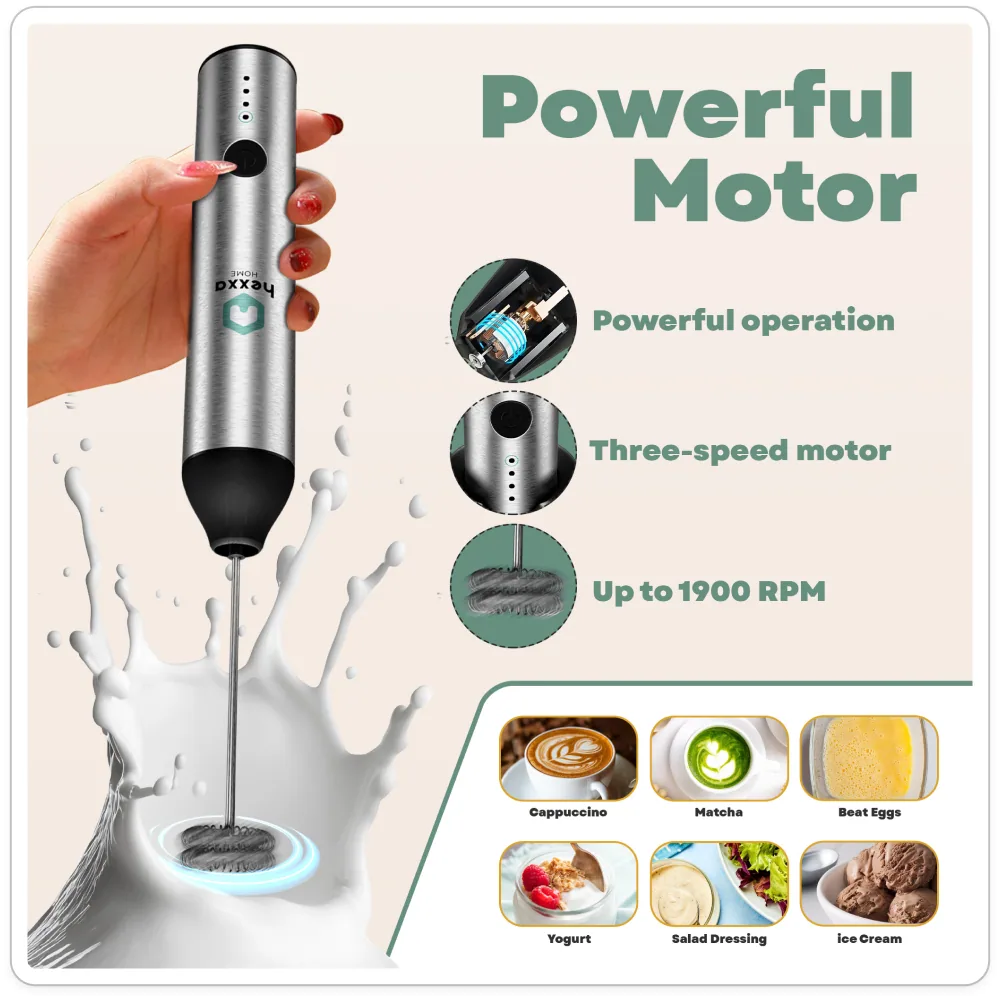 Powerful
Motor
hexxa
HOME
Powerful operation
Three-speed motor
Up to 1900 RPM
Cappuccino
Matcha
Beat Eggs
Yogurt
Salad Dressing
ice Cream